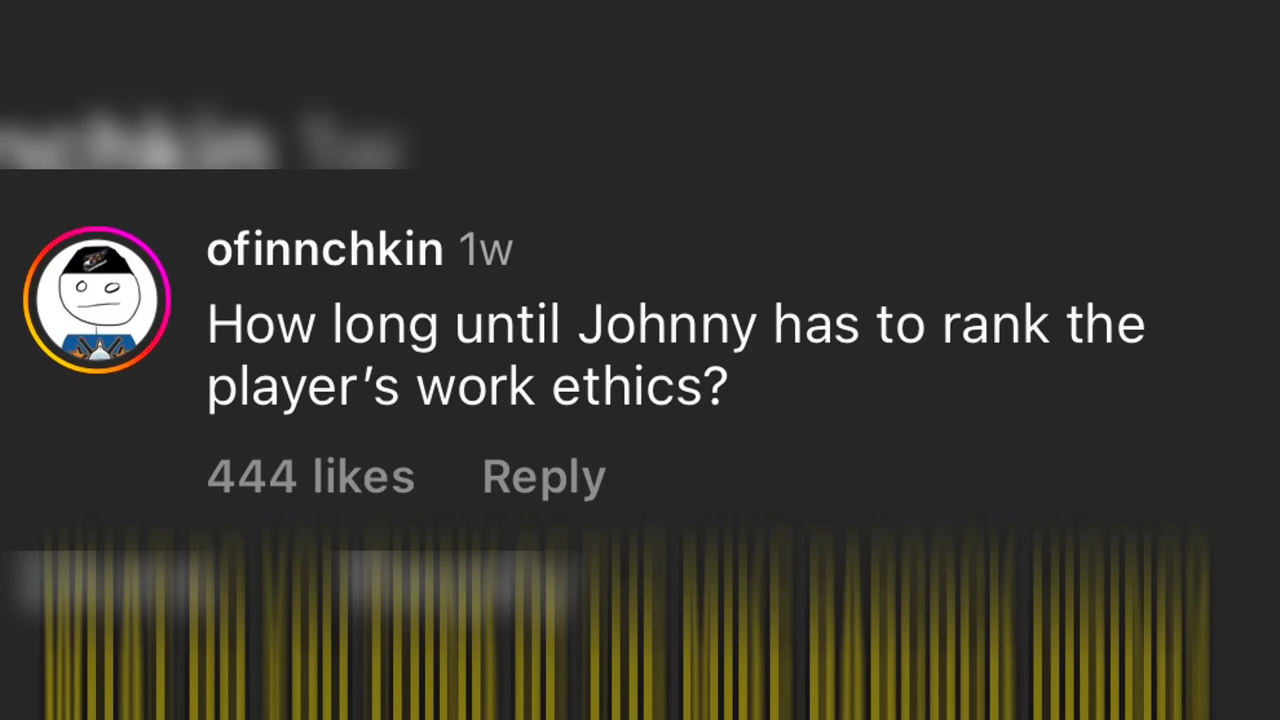 ofinnchkin 1w
How long until Johnny has to rank the
player’s work ethics?
444 likes Reply